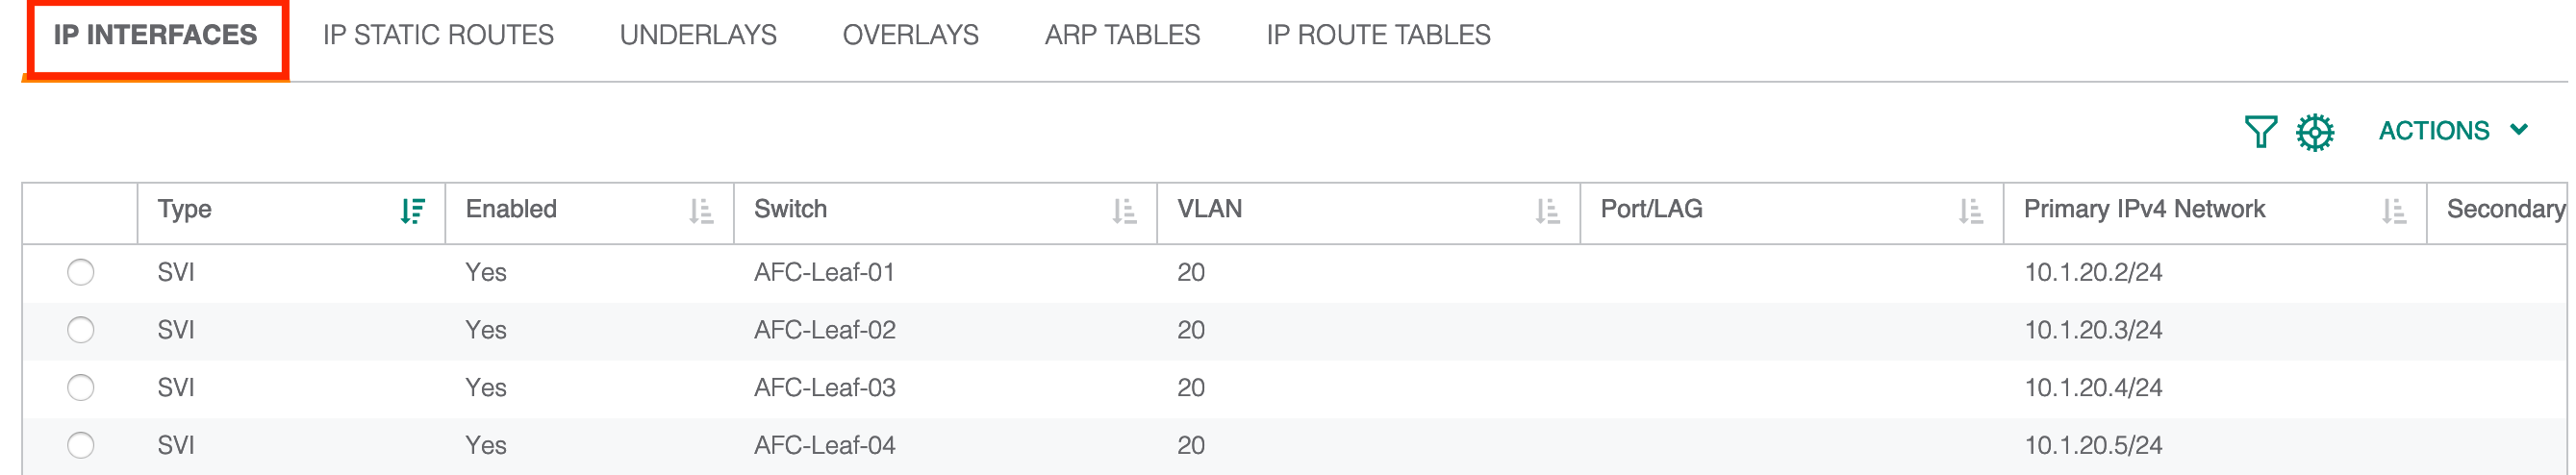 IP INTERFACES IP STATIC ROUTES UNDERLAYS OVERLAYS ARP TABLES IP ROUTE TABLES
ACTIONS
Type Enabled Switch VLAN Port/LAG Primary IPv4 Network Secondary
SVI Yes AFC-Leaf-01 20 10.1.20.2/24
SVI Yes AFC-Leaf-02 20 10.1.20.3/24
SVI Yes AFC-Leaf-03 20 10.1.20.4/24
SVI Yes AFC-Leaf-04 20 10.1.20.5/24